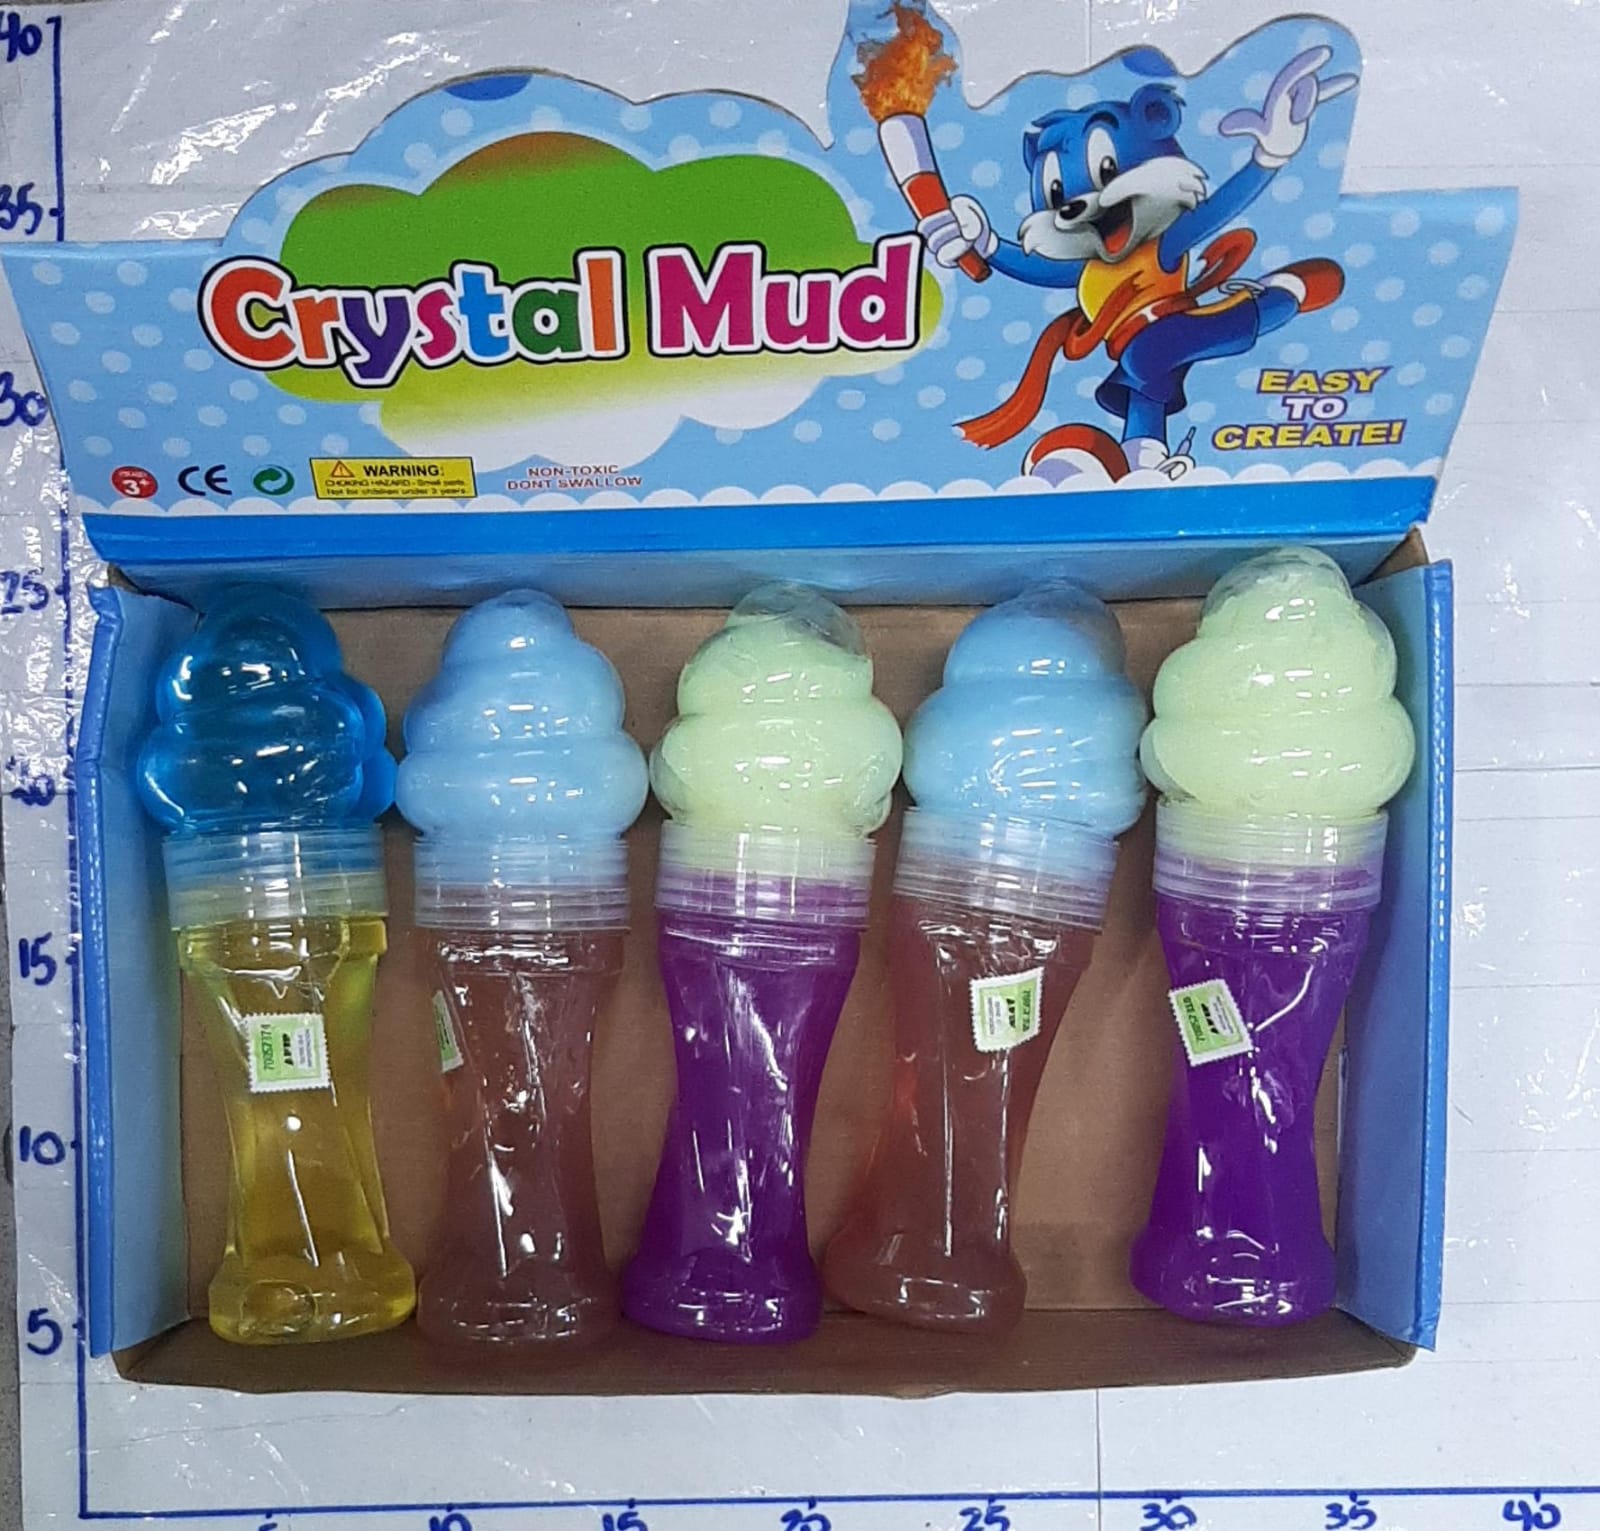 40
35
30
25
15
10
5
Crystal Mud
EASY
TO
CREATE!
3+
CE
WARNING:
CHOKING HAZARD - Small parts.
Not for children under 3 years.
NON-TOXIC
DONT SWALLOW
10
15
20
25
30
35
40